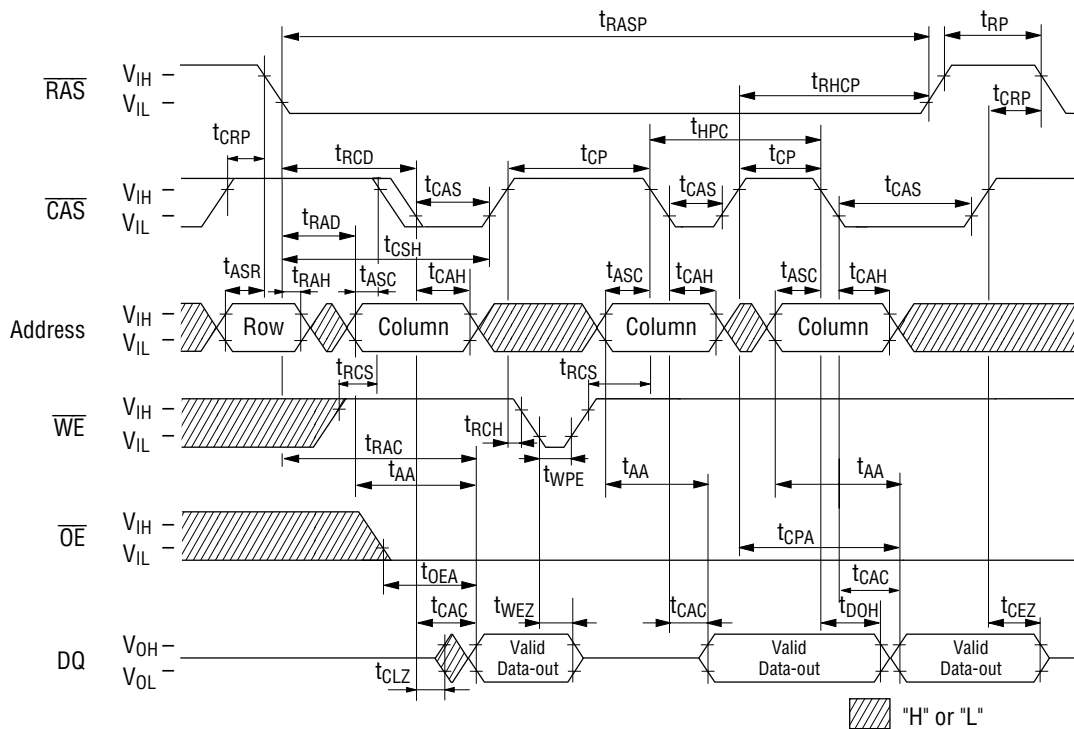 tRASP
tRP
VIH
RAS
VIL
tRHCP
tCRP
tCRP
tHPC
tRCD
tCP
tCP
VIH
CAS
VIL
tCAS
tCAS
tCAS
tRAD
tCSH
tASR
tRAH
tASC
tCAH
tASC
tCAH
tASC
tCAH
VIH
Address
VIL
Row
Column
Column
Column
tRCS
tRCS
VIH
WE
VIL
tRCH
tWPE
tRAC
tAA
tAA
tAA
VIH
OE
VIL
tCPA
tOEA
tCAC
tCAC
tWEZ
tCAC
tDOH
tCEZ
VOH
DQ
VOL
Valid
Data-out
Valid
Data-out
Valid
Data-out
tCLZ
"H" or "L"